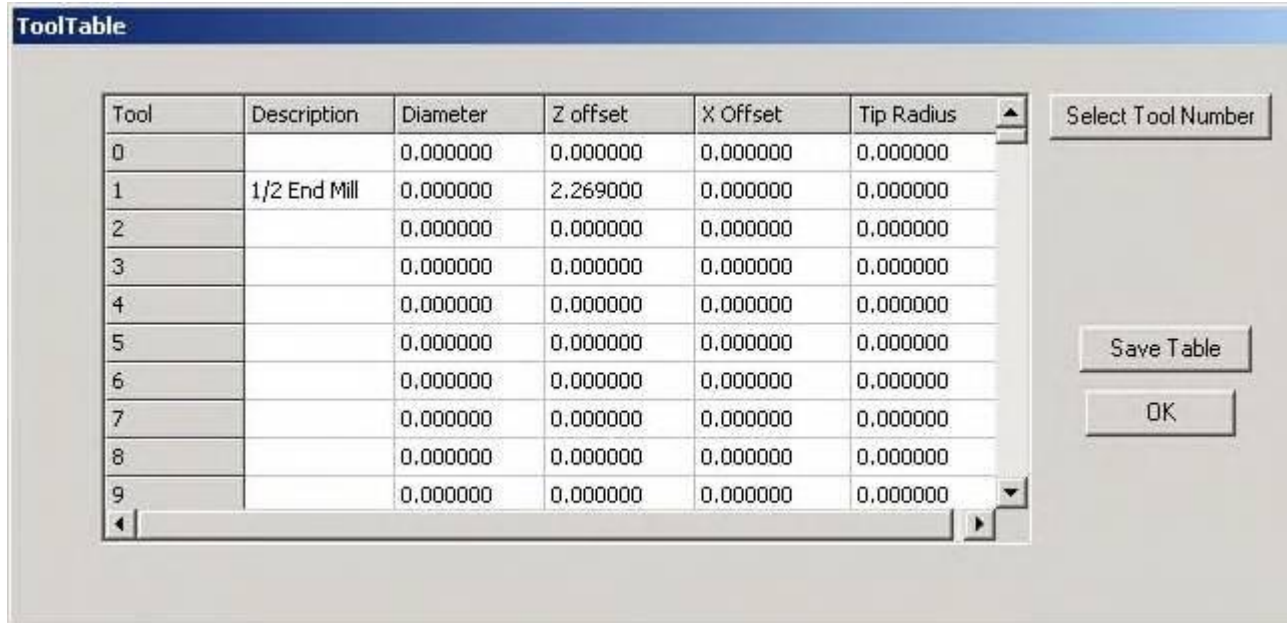 ToolTable
Tool Description Diameter Z offset X Offset Tip Radius
Select Tool Number
0 0.000000 0.000000 0.000000 0.000000
1 1/2 End Mill 0.000000 2.269000 0.000000 0.000000
2 0.000000 0.000000 0.000000 0.000000
3 0.000000 0.000000 0.000000 0.000000
4 0.000000 0.000000 0.000000 0.000000
5 0.000000 0.000000 0.000000 0.000000
Save Table
6 0.000000 0.000000 0.000000 0.000000
7 0.000000 0.000000 0.000000 0.000000
OK
8 0.000000 0.000000 0.000000 0.000000
9 0.000000 0.000000 0.000000 0.000000